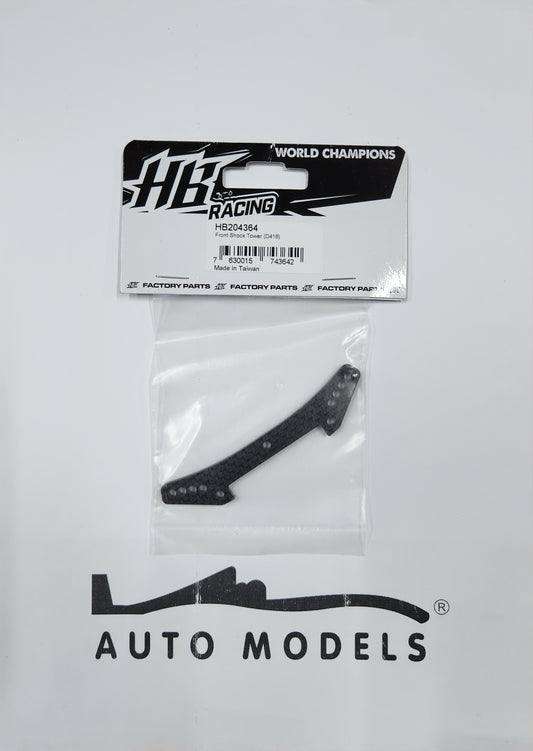 WORLD CHAMPIONS
HB
RACING
HB204364
Front Shock Tower (D418)
7 630015 743642
Made in Taiwan
FACTORY PARTS FACTORY PARTS FACTORY PARTS
AUTO MODELS ®